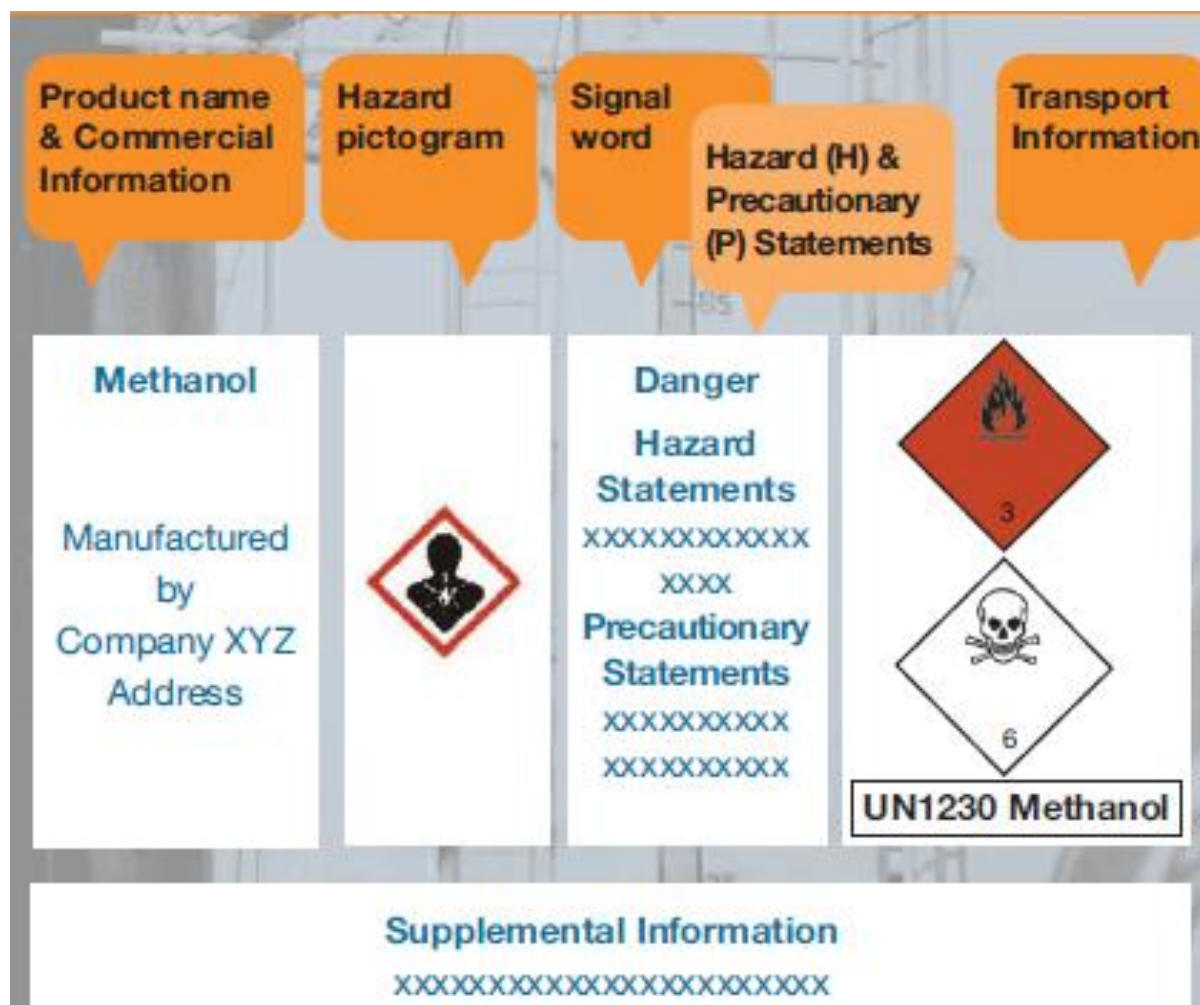 Product name
& Commercial
Information
Hazard
pictogram
Signal
word
Hazard (H) &
Precautionary
(P) Statements
Transport
Information
Methanol
Manufactured
by
Company XYZ
Address
Danger
Hazard
Statements
xxxxxxxxxxxx
xxxx
Precautionary
Statements
xxxxxxxxxx
xxxxxxxxxx
3
6
UN1230 Methanol
Supplemental Information
xxxxxxxxxxxxxxxxxxxxxxx